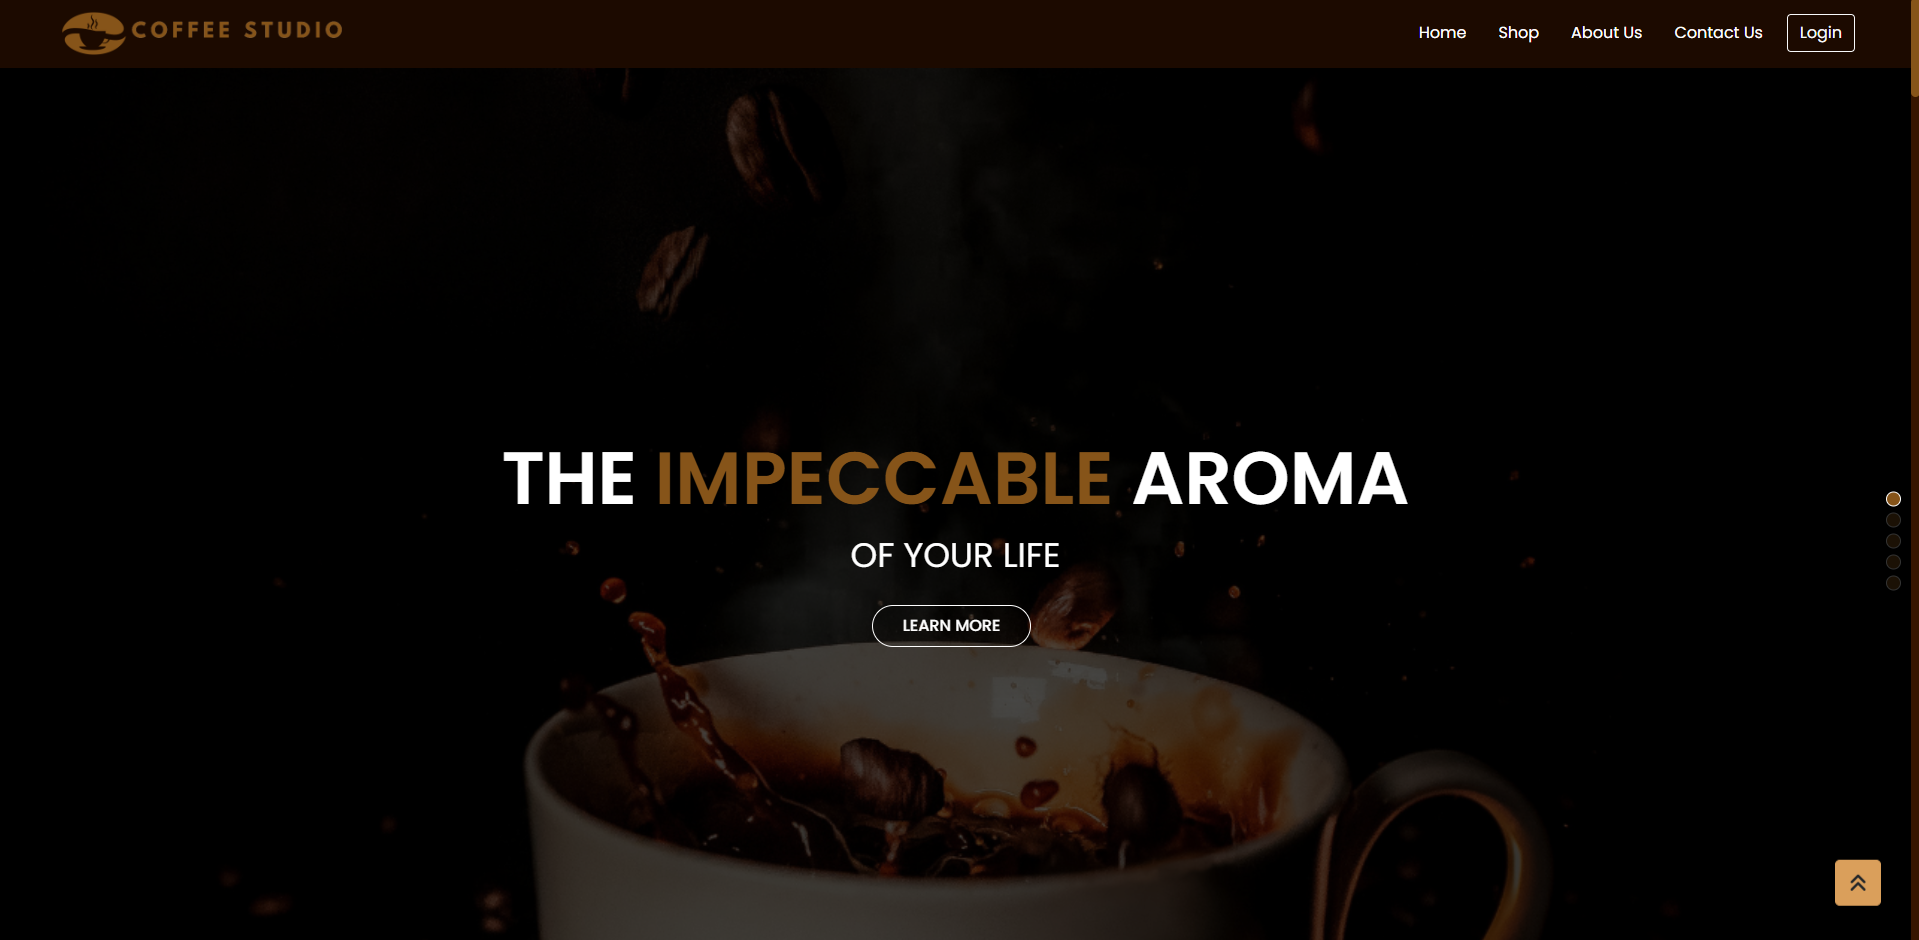 COFFEE STUDIO
Home Shop About Us Contact Us Login
THE IMPECCABLE AROMA
OF YOUR LIFE
LEARN MORE